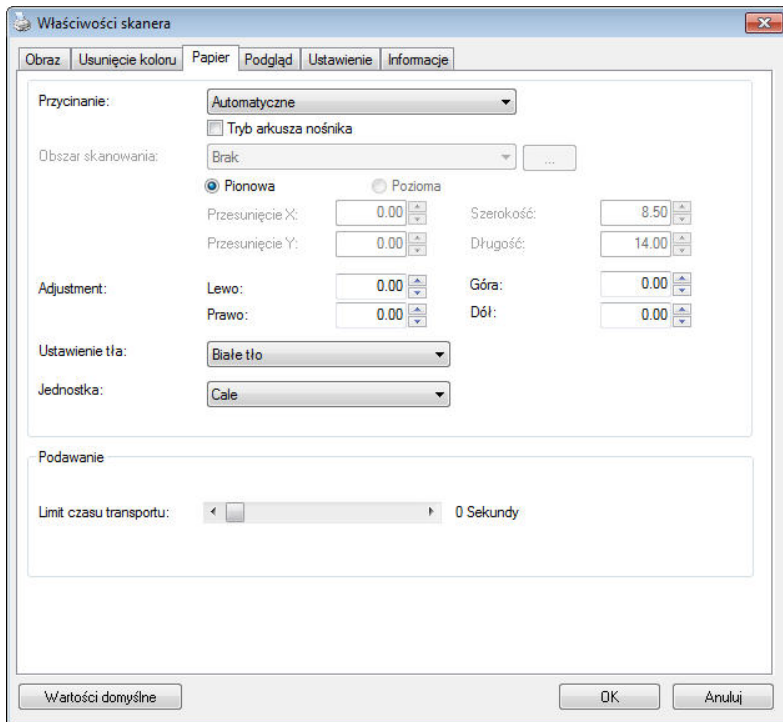 Właściwości skanera
Obraz Usunięcie koloru Papier Podgląd Ustawienie Informacje
Przycinanie: Automatyczne
Tryb arkusza nośnika
Obszar skanowania: Brak ...
Pionowa Pozioma
Przesunięcie X: 0.00 Szerokość: 8.50
Przesunięcie Y: 0.00 Długość: 14.00
Adjustment: Lewo: 0.00 Góra: 0.00
Prawo: 0.00 Dół: 0.00
Ustawienie tła: Białe tło
Jednostka: Cale
Podawanie
Limit czasu transportu: 0 Sekundy
Wartości domyślne OK Anuluj